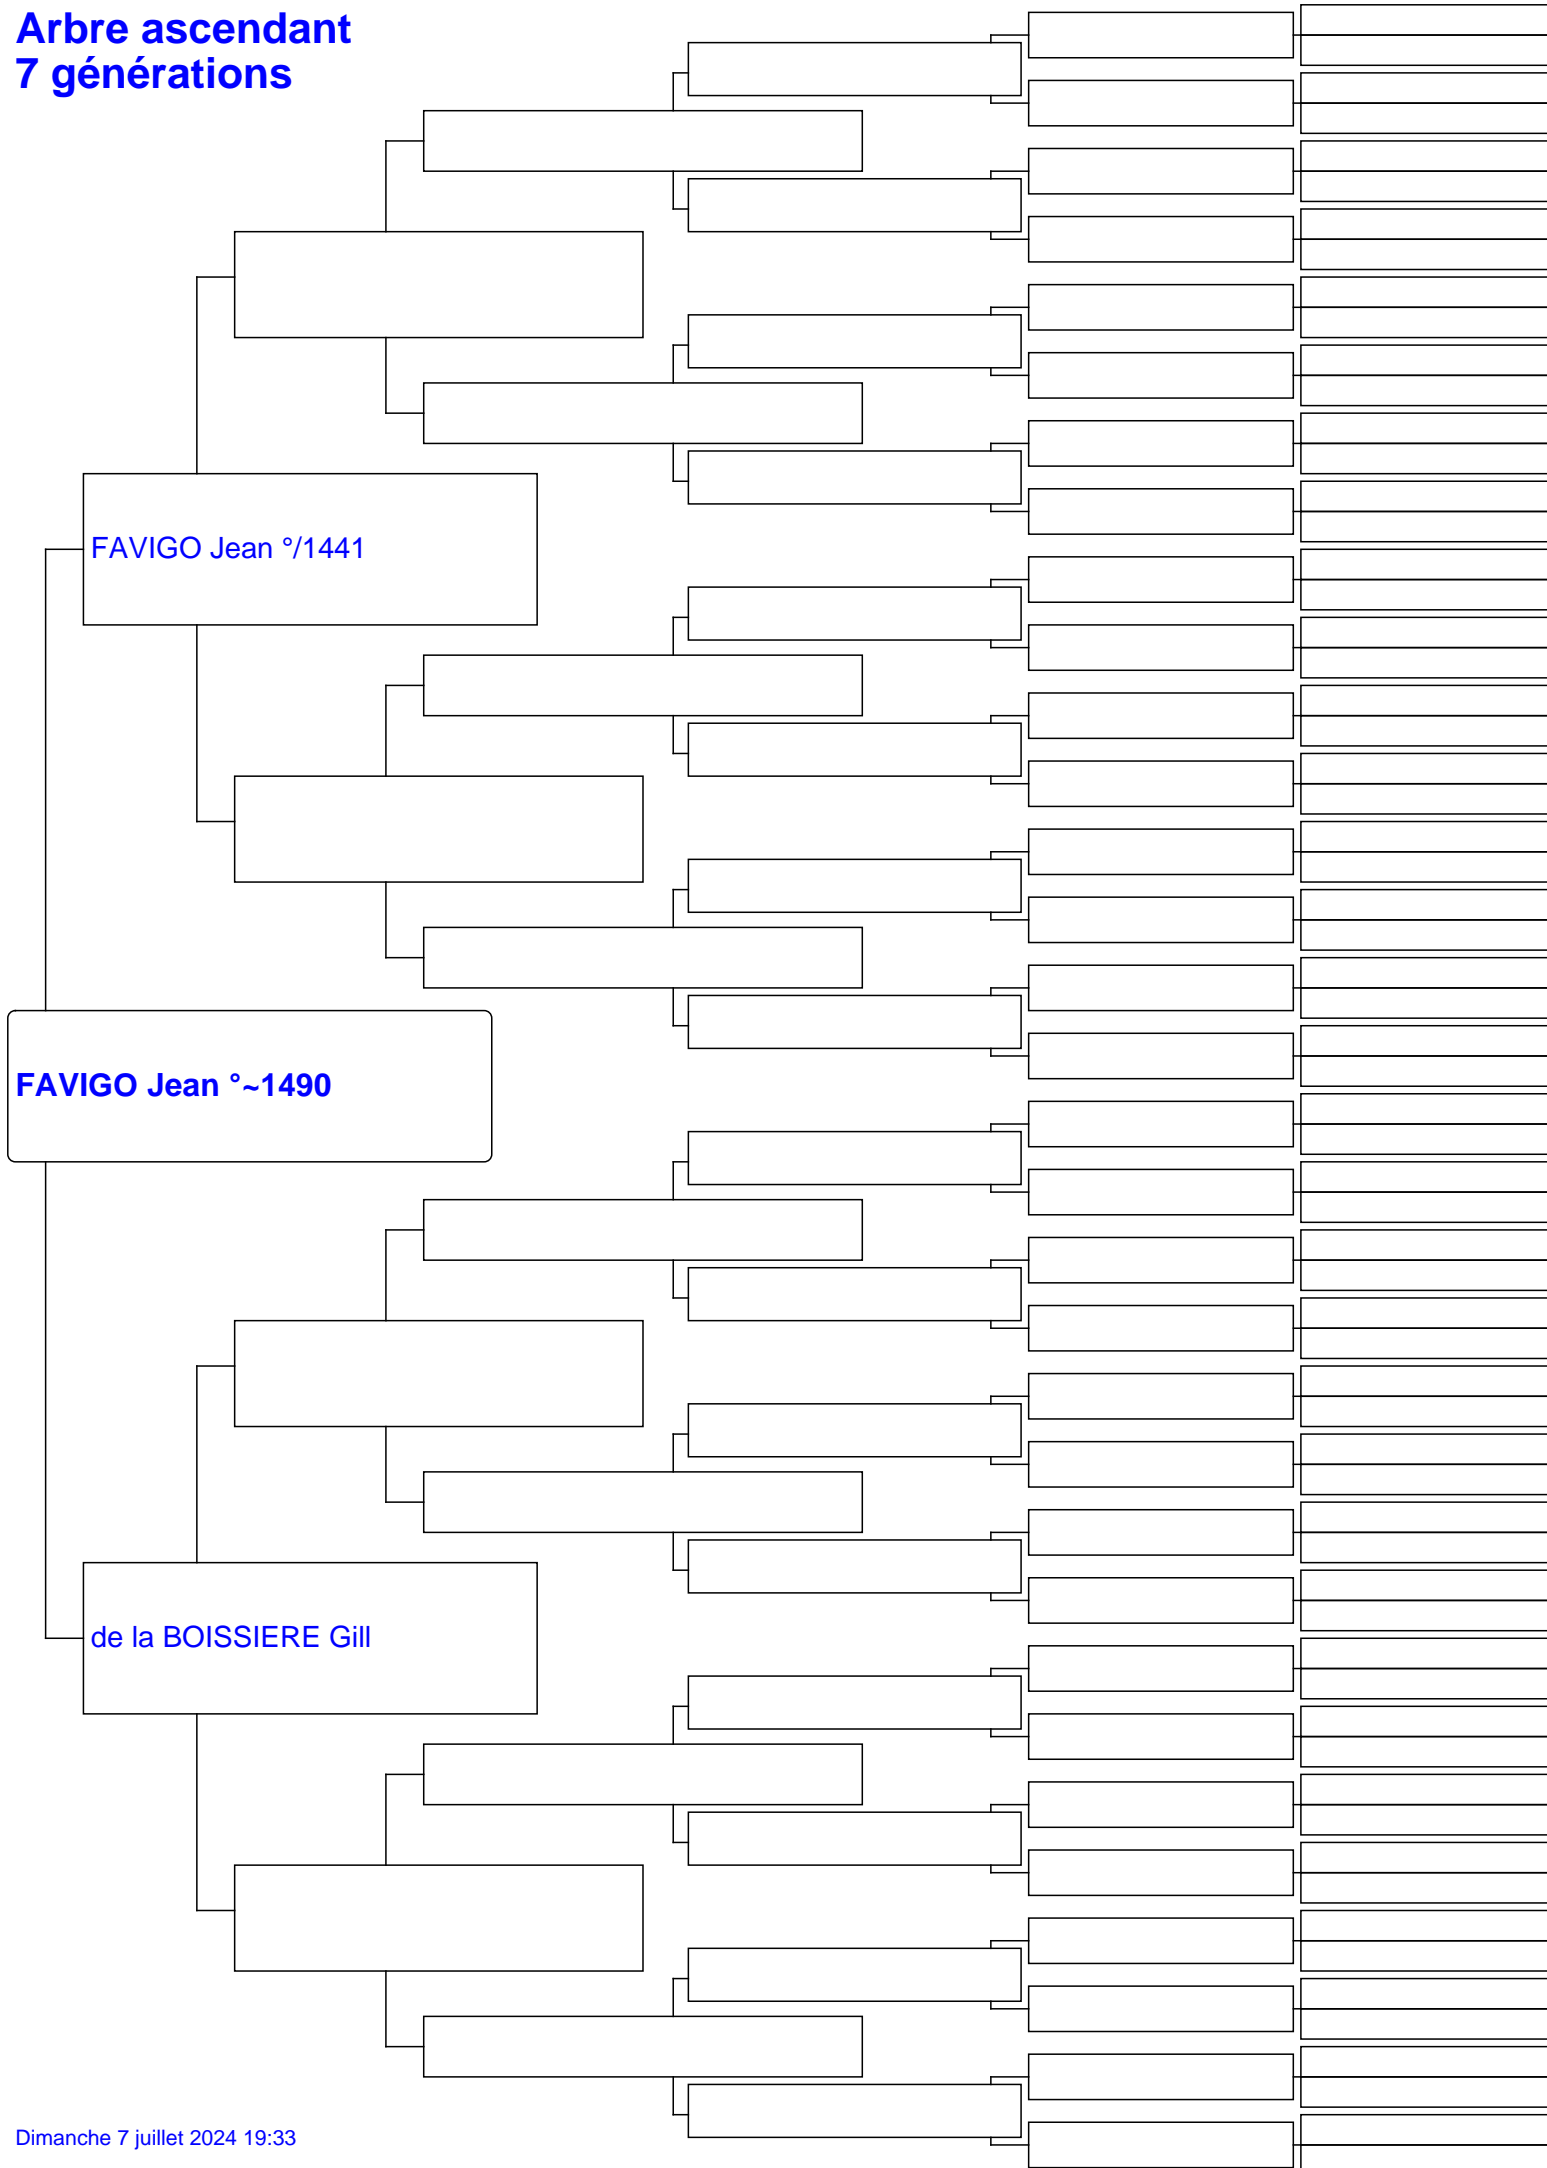 Arbre ascendant
7 générations
FAVIGO Jean °/1441
FAVIGO Jean °~1490
de la BOISSIERE Gill
Dimanche 7 juillet 2024 19:33